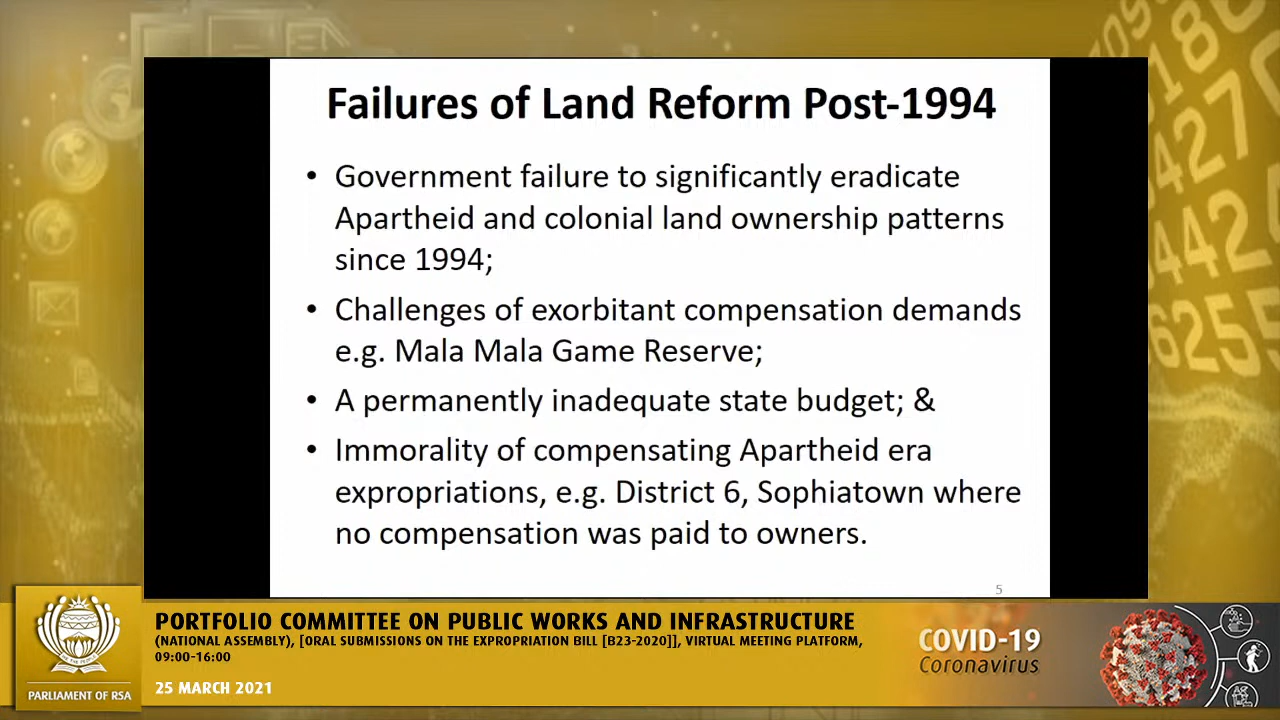 Failures of Land Reform Post-1994
• Government failure to significantly eradicate
Apartheid and colonial land ownership patterns
since 1994;
• Challenges of exorbitant compensation demands
e.g. Mala Mala Game Reserve;
• A permanently inadequate state budget; &
• Immorality of compensating Apartheid era
expropriations, e.g. District 6, Sophiatown where
no compensation was paid to owners.
5
PORTFOLIO COMMITTEE ON PUBLIC WORKS AND INFRASTRUCTURE
(NATIONAL ASSEMBLY), [ORAL SUBMISSIONS ON THE EXPROPRIATION BILL [B23-2020]], VIRTUAL MEETING PLATFORM,
09:00-16:00
25 MARCH 2021
PARLIAMENT OF RSA
COVID-19
Coronavirus